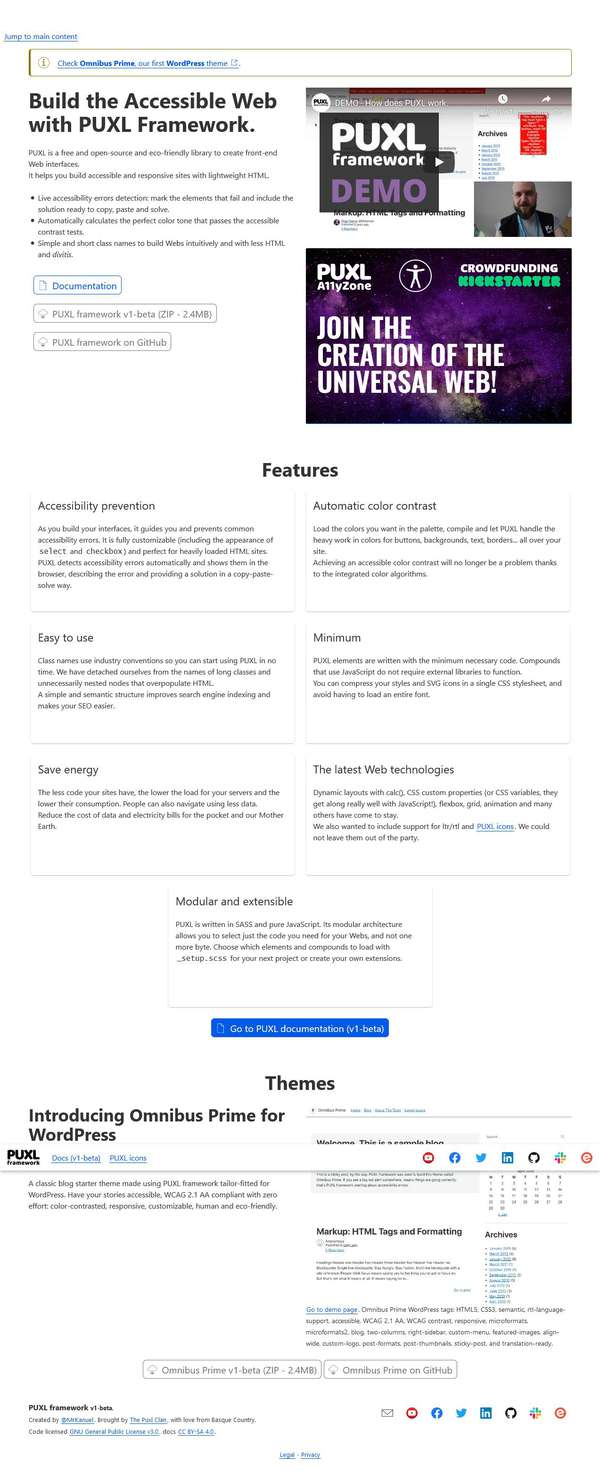 Jump to main content
Check Omnibus Prime, our first WordPress theme.
Build the Accessible Web
with PUXL Framework.
PUXL is a free and open-source and eco-friendly library to create front-end
Web interfaces.
It helps you build accessible and responsive sites with lightweight HTML.
Live accessibility errors detection: mark the elements that fail and include the
solution ready to copy, paste and solve.
Automatically calculates the perfect color tone that passes the accessible
contrast tests.
Simple and short class names to build Webs intuitively and with less HTML
and divitis.
Documentation
PUXL framework v1-beta (ZIP - 2.4MB)
PUXL framework on GitHub
DEMO - How does PUXL work
PUXL
framework
DEMO
Archives
Markup: HTML Tags and Formatting
PUXL
A11yZone
CROWDFUNDING
KICKSTARTER
JOIN THE
CREATION OF THE
UNIVERSAL WEB!
Features
Accessibility prevention
As you build your interfaces, it guides you and prevents common
accessibility errors. It is fully customizable (including the appearance of
select and checkbox) and perfect for heavily loaded HTML sites.
PUXL detects accessibility errors automatically and shows them in the
browser, describing the error and providing a solution in a copy-paste-
solve way.
Automatic color contrast
Load the colors you want in the palette, compile and let PUXL handle the
heavy work in colors for buttons, backgrounds, text, borders... all over your
site.
Achieving an accessible color contrast will no longer be a problem thanks
to the integrated color algorithms.
Easy to use
Class names use industry conventions so you can start using PUXL in no
time. We have detached ourselves from the names of long classes and
unnecessarily nested nodes that overpopulate HTML.
A simple and semantic structure improves search engine indexing and
makes your SEO easier.
Minimum
PUXL elements are written with the minimum necessary code. Compounds
that use JavaScript do not require external libraries to function.
You can compress your styles and SVG icons in a single CSS stylesheet, and
avoid having to load an entire font.
Save energy
The less code your sites have, the lower the load for your servers and the
lower their consumption. People can also navigate using less data.
Reduce the cost of data and electricity bills for the pocket and our Mother
Earth.
The latest Web technologies
Dynamic layouts with calc(), CSS custom properties (or CSS variables, they
get along really well with JavaScript!), flexbox, grid, animation and many
others have come to stay.
We also wanted to include support for ltr/rtl and PUXL icons. We could
not leave them out of the party.
Modular and extensible
PUXL is written in SASS and pure JavaScript. Its modular architecture
allows you to select just the code you need for your Webs, and not one
more byte. Choose which elements and compounds to load with
_setup.scss for your next project or create your own extensions.
Go to PUXL documentation (v1-beta)
Themes
Introducing Omnibus Prime for
WordPress
Omnibus Prime
Welcome. This is a sample blog
PUXL
framework
Docs (v1-beta)
PUXL icons
A classic blog starter theme made using PUXL framework tailor-fitted for
WordPress. Have your stories accessible, WCAG 2.1 AA compliant with zero
effort: color-contrasted, responsive, customizable, human and eco-friendly.
Markup: HTML Tags and Formatting
Archives
Go to demo page. Omnibus Prime WordPress tags: HTML5, CSS3, semantic, rtl-language-
support, accessible, WCAG 2.1 AA, WCAG contrast, responsive, microformats,
microformats2, blog, two-columns, right-sidebar, custom-menu, featured-images, align-
wide, custom-logo, post-formats, post-thumbnails, sticky-post, and translation-ready.
Omnibus Prime v1-beta (ZIP - 2.4MB)
Omnibus Prime on GitHub
PUXL framework v1-beta.
Created by @MrKanuel. Brought by The Puxl Clan, with love from Basque Country.
Code licensed GNU General Public License v3.0, docs CC BY-SA 4.0.
Legal - Privacy